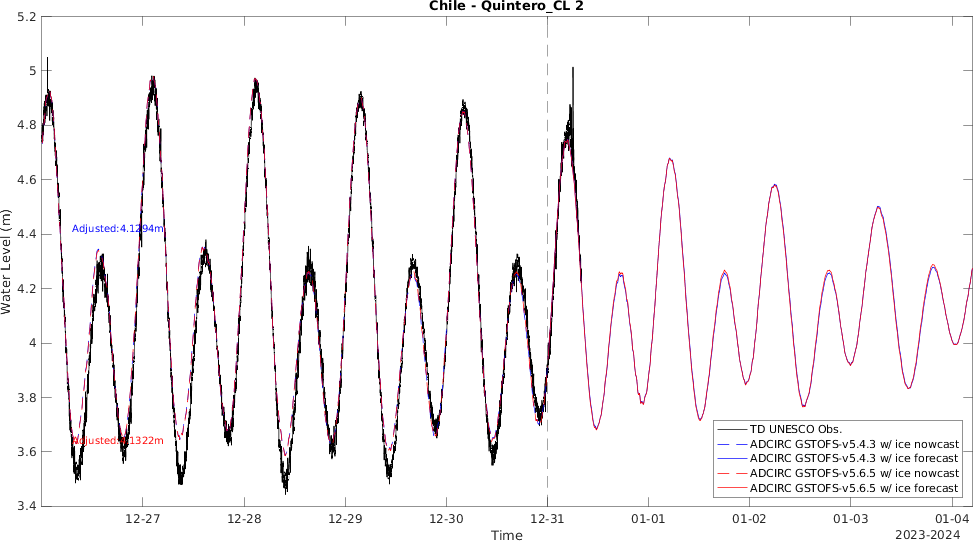 Chile - Quintero_CL 2
5.2
5
4.8
4.6
4.4
4.2
4
3.8
3.6
3.4
Water Level (m)
Adjusted:4.1294m
Adjusted:4.1322m
TD UNESCO Obs.
ADCIRC GSTOFS-v5.4.3 w/ ice nowcast
ADCIRC GSTOFS-v5.4.3 w/ ice forecast
ADCIRC GSTOFS-v5.6.5 w/ ice nowcast
ADCIRC GSTOFS-v5.6.5 w/ ice forecast
12-27 12-28 12-29 12-30 12-31 01-01 01-02 01-03 01-04
Time
2023-2024